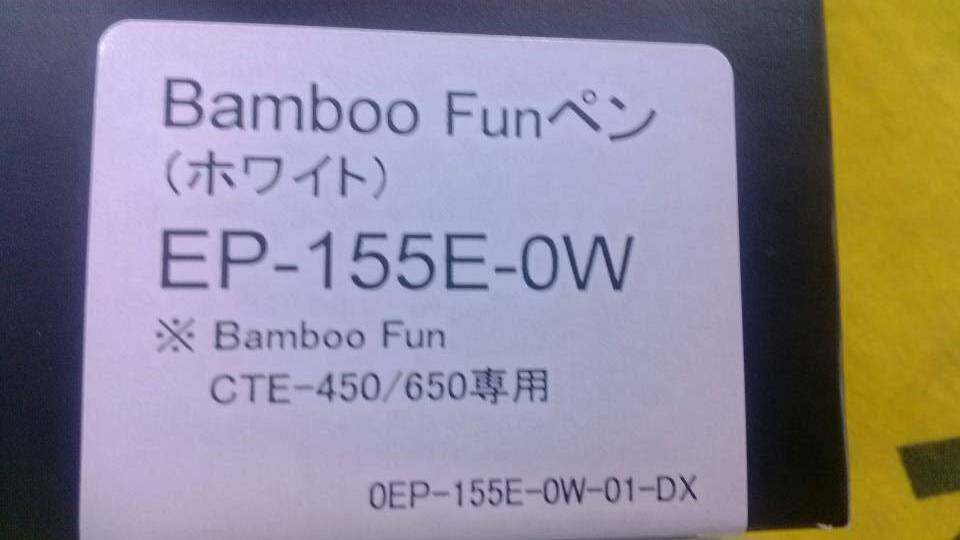 Bamboo Funペン
（ホワイト）
EP-155E-0W
※ Bamboo Fun
CTE-450/650専用
0EP-155E-0W-01-DX